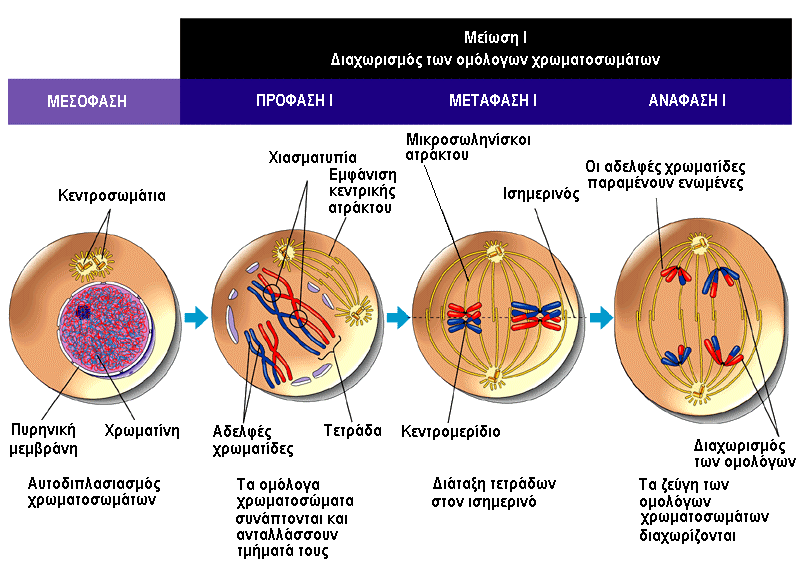 Μείωση Ι
Διαχωρισμός των ομόλογων χρωματοσωμάτων
ΜΕΣΟΦΑΣΗ
ΠΡΟΦΑΣΗ Ι
ΜΕΤΑΦΑΣΗ Ι
ΑΝΑΦΑΣΗ Ι
Κεντροσωμάτια
Χιασματυπία
Εμφάνιση
κεντρικής
ατράκτου
Μικροσωληνίσκοι
ατράκτου
Ισημερινός
Οι αδελφές χρωματίδες
παραμένουν ενωμένες
Πυρηνική
μεμβράνη
Χρωματίνη
Αδελφές
χρωματίδες
Τετράδα
Κεντρομερίδιο
Διαχωρισμός
των ομολόγων
Αυτοδιπλασιασμός
χρωματοσωμάτων
Τα ομόλογα
χρωματοσώματα
συνάπτονται και
ανταλλάσσουν
τμήματά τους
Διάταξη τετράδων
στον ισημερινό
Τα ζεύγη των
ομολόγων
χρωματοσωμάτων
διαχωρίζονται